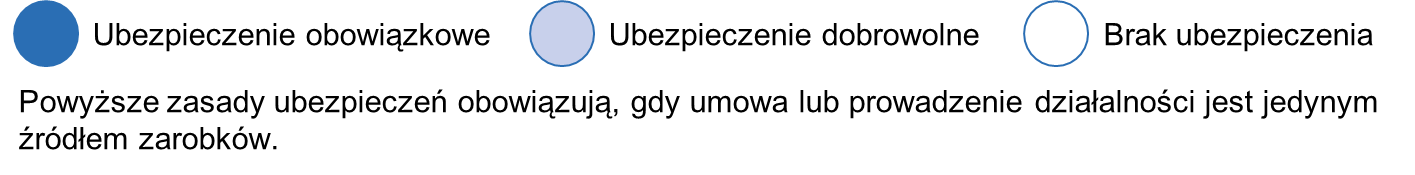 Ubezpieczenie obowiązkowe Ubezpieczenie dobrowolne Brak ubezpieczenia
Powyższe zasady ubezpieczeń obowiązują, gdy umowa lub prowadzenie działalności jest jedynym
źródłem zarobków.